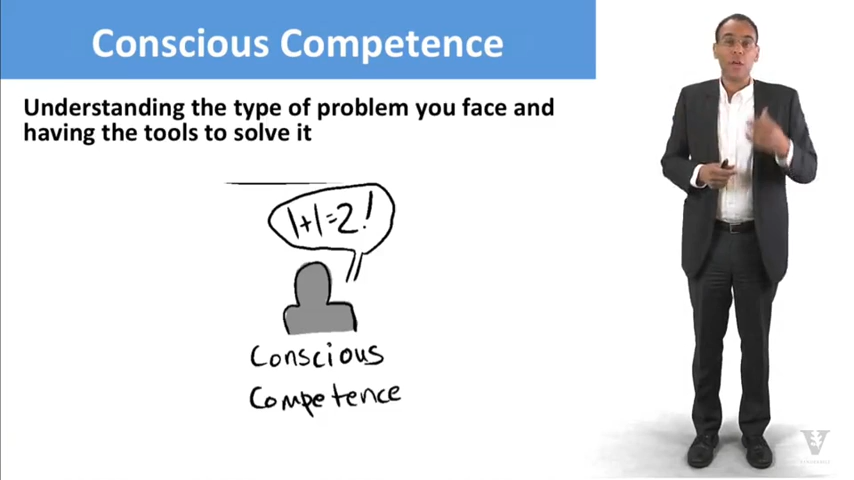 Conscious Competence
Understanding the type of problem you face and
having the tools to solve it
1+1=2!
Conscious
Competence
V